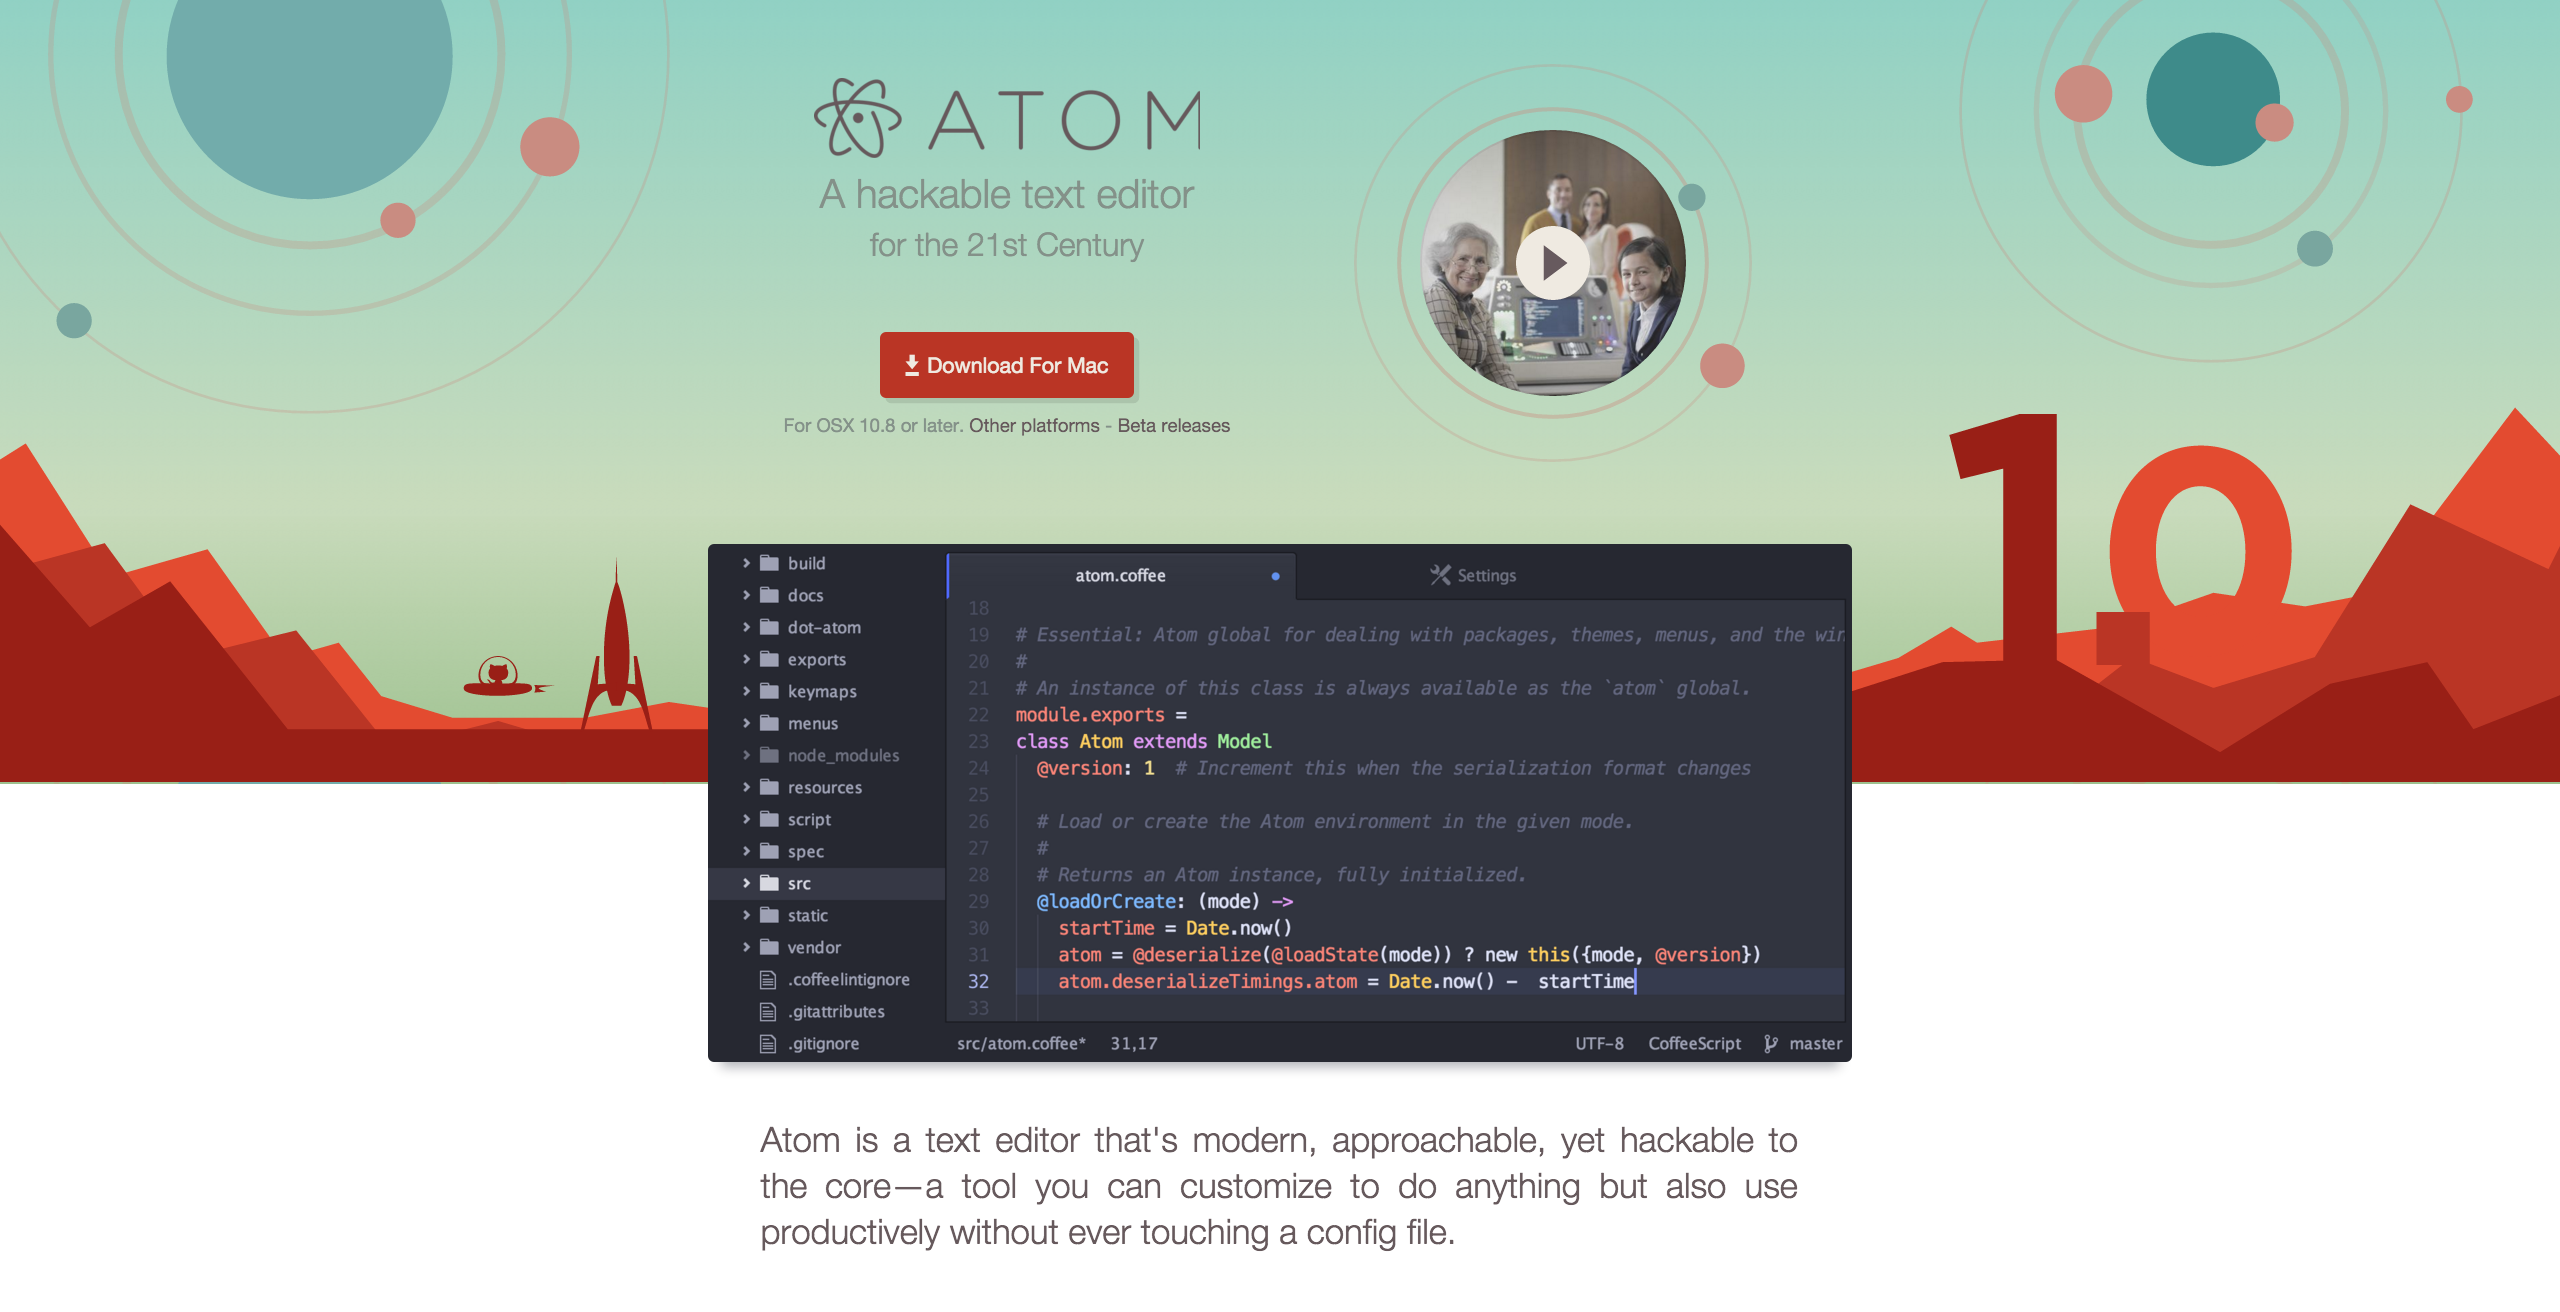 ATOM
A hackable text editor
for the 21st Century
Download For Mac
For OSX 10.8 or later. Other platforms - Beta releases
1.0
build
docs
dot-atom
exports
keymaps
menus
node_modules
resources
script
spec
src
static
vendor
.coffeelintignore
.gitattributes
.gitignore
atom.coffee
Settings
18
19 # Essential: Atom global for dealing with packages, themes, menus, and the win
20 #
21 # An instance of this class is always available as the `atom` global.
22 module.exports =
23 class Atom extends Model
24 @version: 1 # Increment this when the serialization format changes
25
26 # Load or create the Atom environment in the given mode.
27 #
28 # Returns an Atom instance, fully initialized.
29 @loadOrCreate: (mode) ->
30 startTime = Date.now()
31 atom = @deserialize(@loadState(mode)) ? new this({mode, @version})
32 atom.deserializeTimings.atom = Date.now() - startTime
33
src/atom.coffee* 31,17 UTF-8 CoffeeScript master
Atom is a text editor that's modern, approachable, yet hackable to
the core—a tool you can customize to do anything but also use
productively without ever touching a config file.